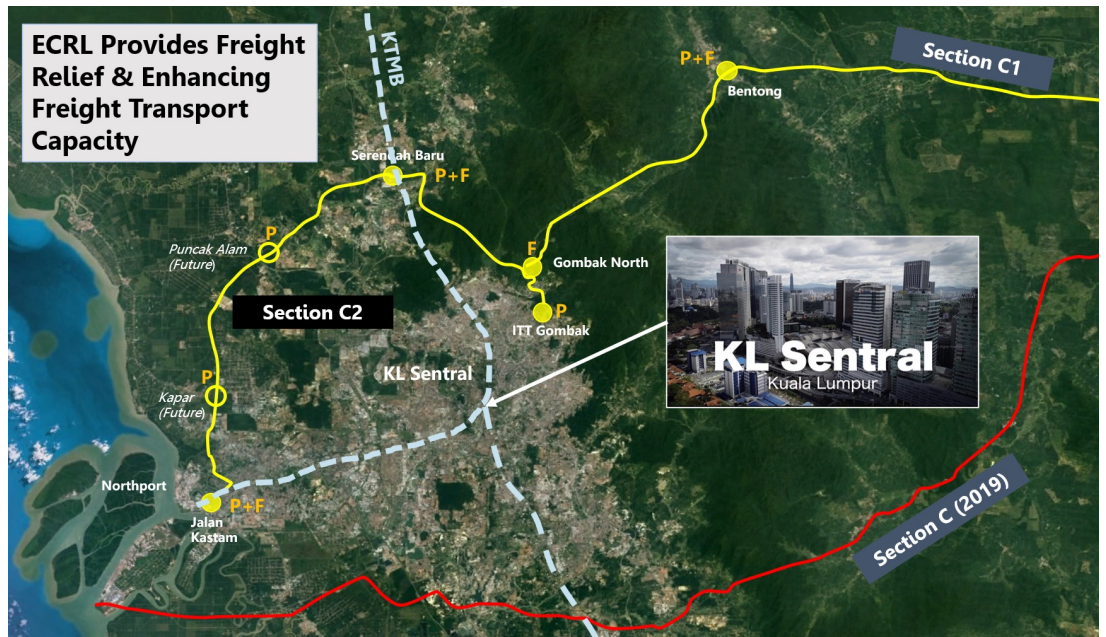 ECRL Provides Freight
Relief & Enhancing
Freight Transport
Capacity
KTMB
Section C1
P+F
Bentong
Serendah Baru
P+F
P
Puncak Alam
(Future)
F
Gombak North
P
ITT Gombak
Section C2
KL Sentral
KL Sentral
Kuala Lumpur
P
Kapar
(Future)
Northport
P+F
Jalan
Kastam
Section C (2019)